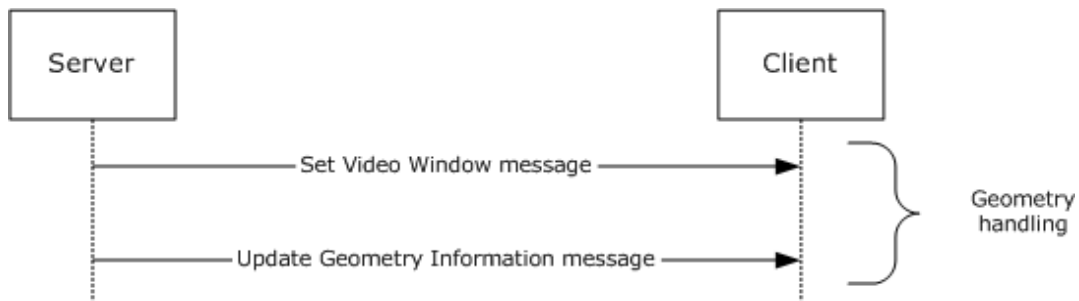 Server
Client
Set Video Window message
Geometry
handling
Update Geometry Information message